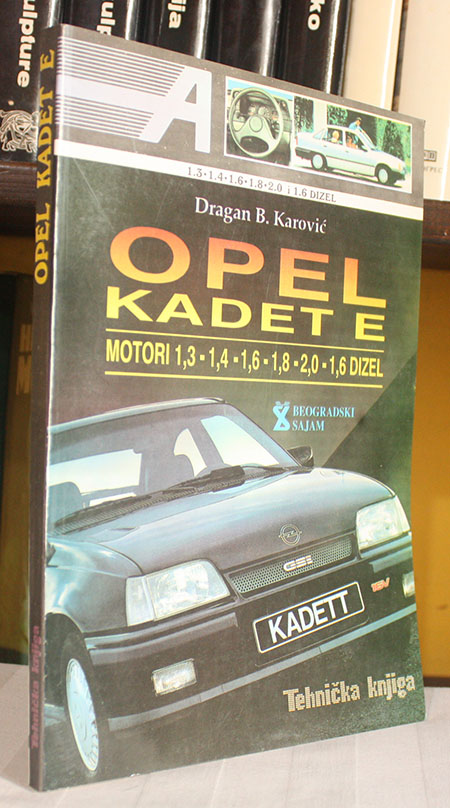 ulpture
OPEL KADET E
Tehnička knjiga
A
1.3-1.4-1.6-1.8-2.0 i 1.6 DIZEL
Dragan B. Karović
OPEL
KADET E
MOTORI 1,3 - 1,4 - 1,6 - 1,8 - 2,0 - 1,6 DIZEL
BEOGRADSKI
SAJAM
GSI
16V
KADETT
Tehnička knjiga